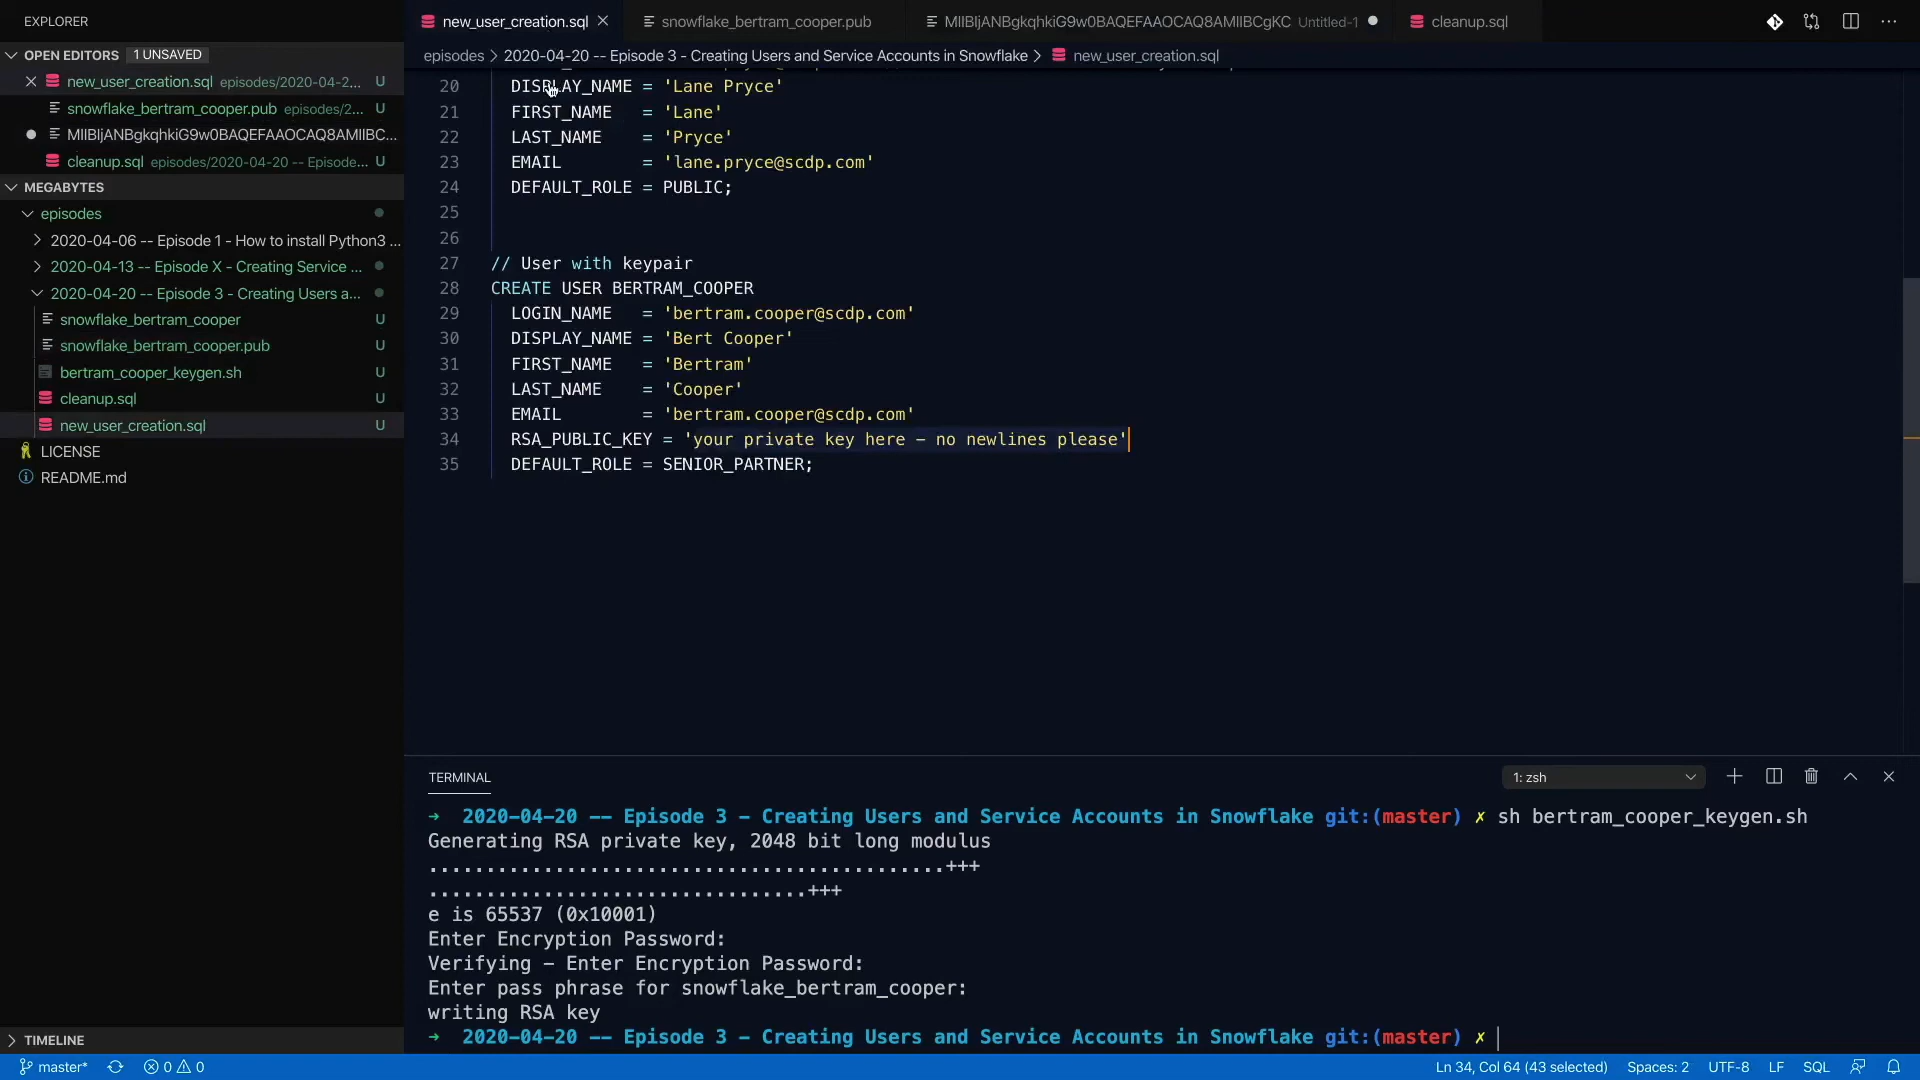 EXPLORER
OPEN EDITORS 1 UNSAVED
new_user_creation.sql episodes/2020-04-2... U
snowflake_bertram_cooper.pub episodes/2... U
MIIBIjANBgkqhkiG9w0BAQEFAAOCAQ8AMIIBC...
cleanup.sql episodes/2020-04-20 -- Episode... U
MEGABYTES
episodes
2020-04-06 -- Episode 1 - How to install Python3 ...
2020-04-13 -- Episode X - Creating Service ...
2020-04-20 -- Episode 3 - Creating Users a...
snowflake_bertram_cooper U
snowflake_bertram_cooper.pub U
bertram_cooper_keygen.sh U
cleanup.sql U
new_user_creation.sql U
LICENSE
README.md
TIMELINE
new_user_creation.sql
snowflake_bertram_cooper.pub
MIIBIjANBgkqhkiG9w0BAQEFAAOCAQ8AMIIBCgKC Untitled-1
cleanup.sql
episodes > 2020-04-20 -- Episode 3 - Creating Users and Service Accounts in Snowflake > new_user_creation.sql
20 DISPLAY_NAME = 'Lane Pryce'
21 FIRST_NAME = 'Lane'
22 LAST_NAME = 'Pryce'
23 EMAIL = 'lane.pryce@scdp.com'
24 DEFAULT_ROLE = PUBLIC;
25
26
27 // User with keypair
28 CREATE USER BERTRAM_COOPER
29 LOGIN_NAME = 'bertram.cooper@scdp.com'
30 DISPLAY_NAME = 'Bert Cooper'
31 FIRST_NAME = 'Bertram'
32 LAST_NAME = 'Cooper'
33 EMAIL = 'bertram.cooper@scdp.com'
34 RSA_PUBLIC_KEY = 'your private key here – no newlines please'
35 DEFAULT_ROLE = SENIOR_PARTNER;
TERMINAL
1: zsh
→ 2020-04-20 -- Episode 3 - Creating Users and Service Accounts in Snowflake git:(master) ✗ sh bertram_cooper_keygen.sh
Generating RSA private key, 2048 bit long modulus
.............................................+++
.................................+++
e is 65537 (0x10001)
Enter Encryption Password:
Verifying - Enter Encryption Password:
Enter pass phrase for snowflake_bertram_cooper:
writing RSA key
→ 2020-04-20 -- Episode 3 - Creating Users and Service Accounts in Snowflake git:(master) ✗
master* 0 0
Ln 34, Col 64 (43 selected) Spaces: 2 UTF-8 LF SQL